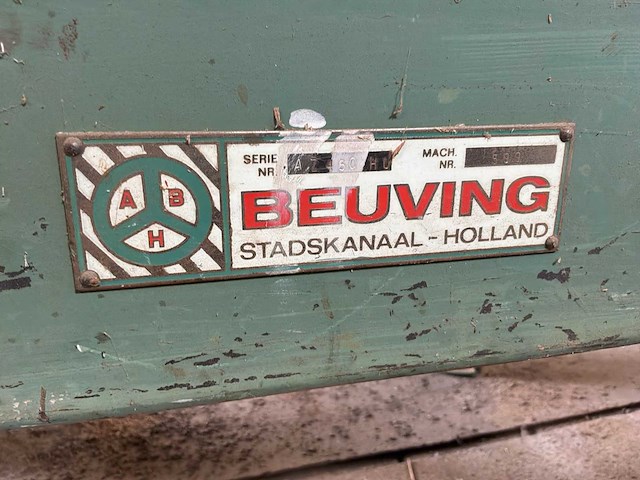 A B
H
SERIE MACH.
NR. NR.
BEUVING
STADSKANAAL - HOLLAND